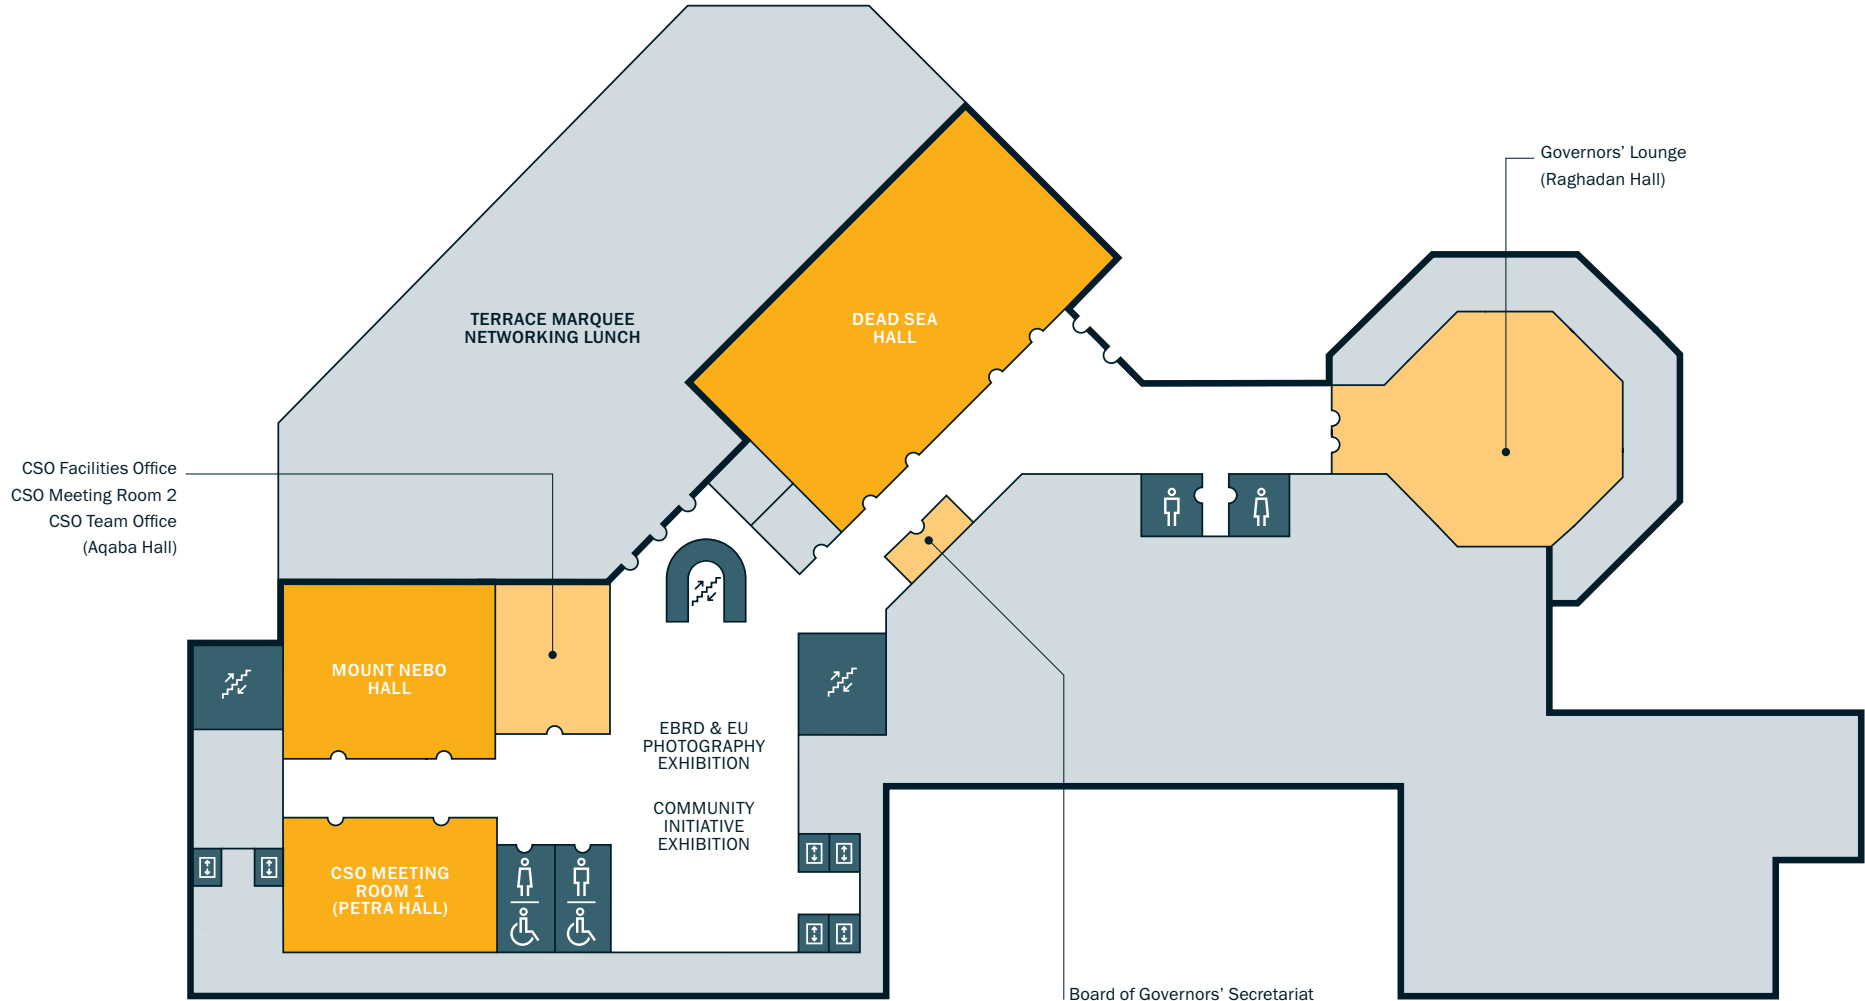 Governors’ Lounge
(Raghadan Hall)
TERRACE MARQUEE
NETWORKING LUNCH
DEAD SEA
HALL
CSO Facilities Office
CSO Meeting Room 2
CSO Team Office
(Aqaba Hall)
MOUNT NEBO
HALL
EBRD & EU
PHOTOGRAPHY
EXHIBITION
COMMUNITY
INITIATIVE
EXHIBITION
CSO MEETING
ROOM 1
(PETRA HALL)
Board of Governors’ Secretariat